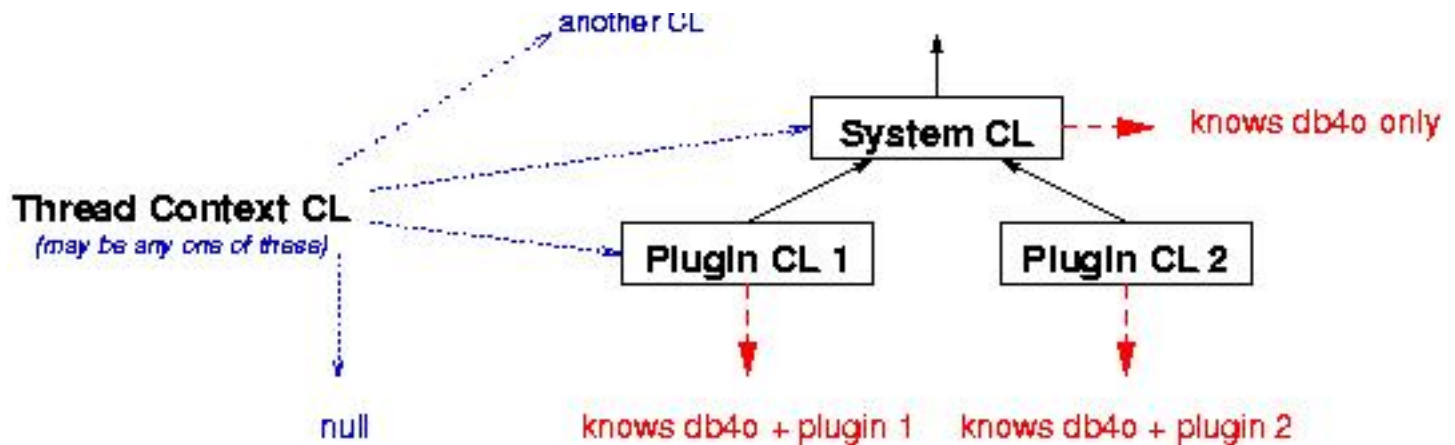 another CL
System CL
knows db4o only
Thread Context CL
(may be any one of these)
Plugin CL 1
Plugin CL 2
null
knows db4o + plugin 1
knows db4o + plugin 2